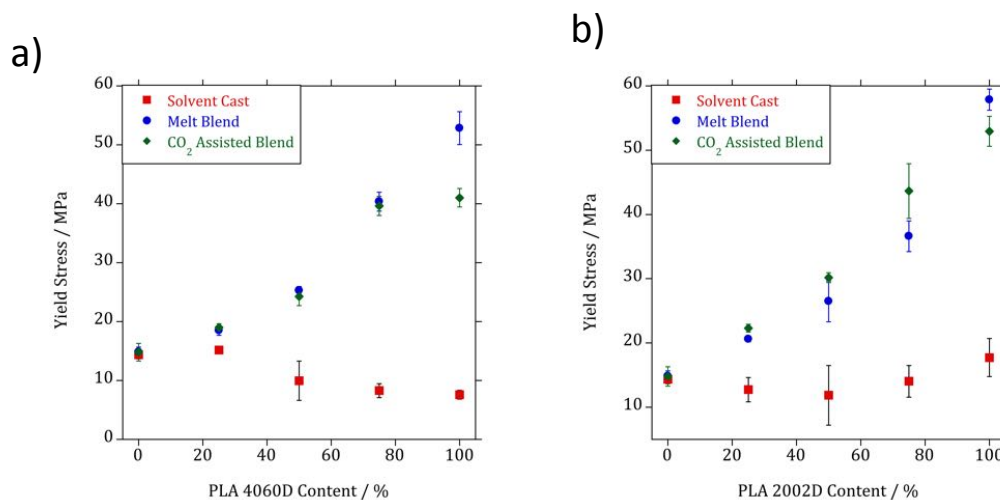 a)
60
50
40
30
20
10
0
Yield Stress / MPa
Solvent Cast
Melt Blend
CO₂ Assisted Blend
0 20 40 60 80 100
PLA 4060D Content / %
b)
60
50
40
30
20
10
Yield Stress / MPa
Solvent Cast
Melt Blend
CO₂ Assisted Blend
0 20 40 60 80 100
PLA 2002D Content / %